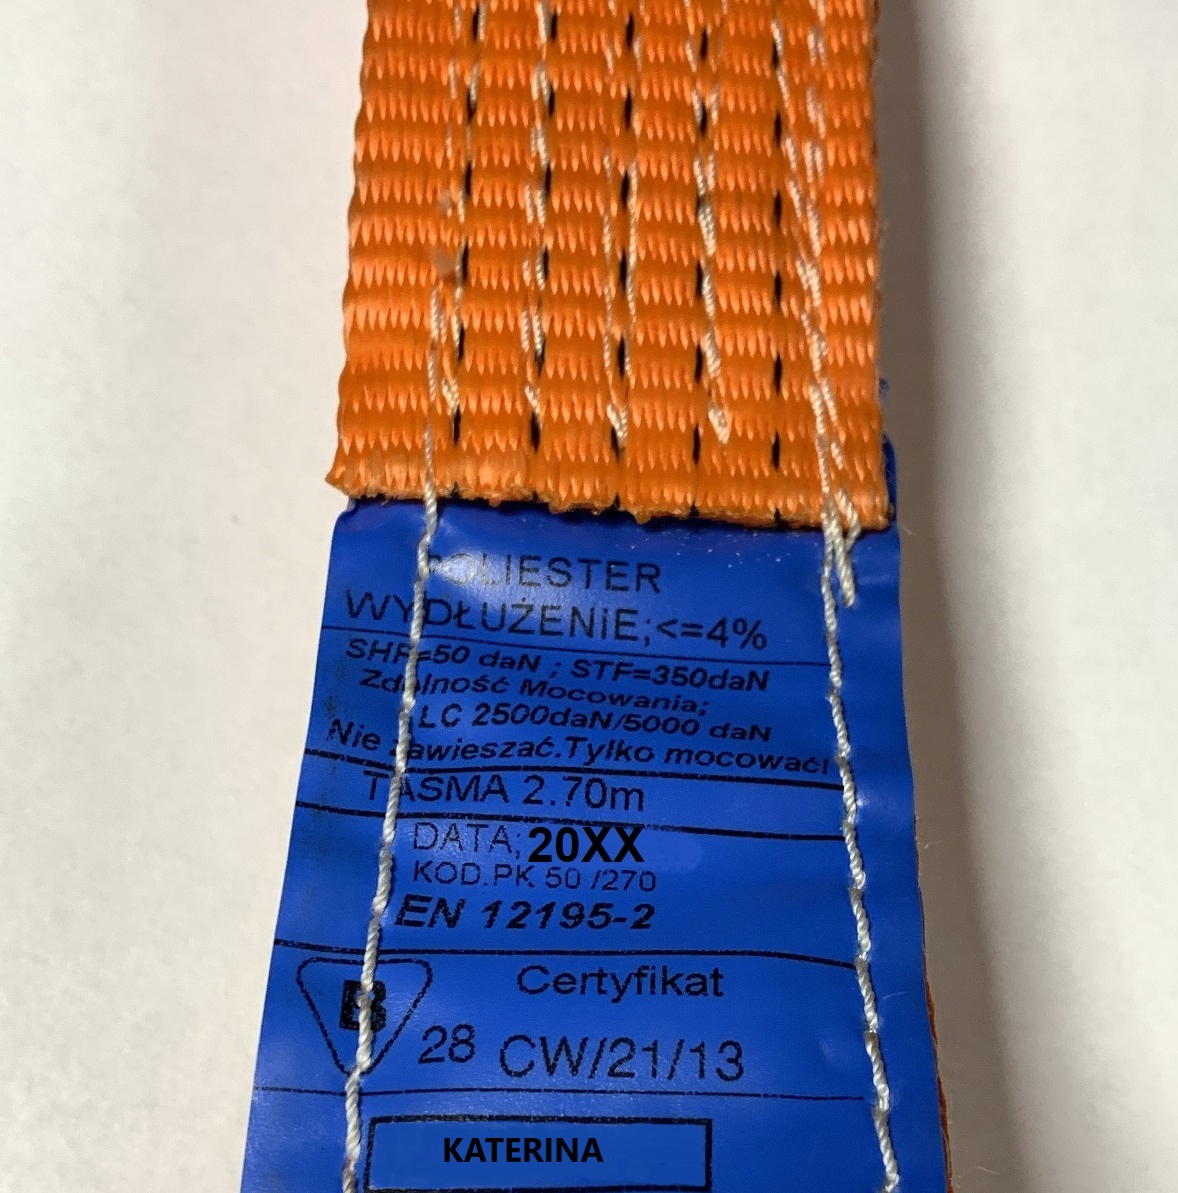 POLIESTER
WYDŁUŻENIE;<=4%
SHF=50 daN ; STF=350daN
Zdolność Mocowania;
LC 2500daN/5000 daN
Nie zawieszać.Tylko mocować!
TASMA 2.70m
DATA; 20XX
KOD.PK 50 /270
EN 12195-2
Certyfikat
B 28 CW/21/13
KATERINA